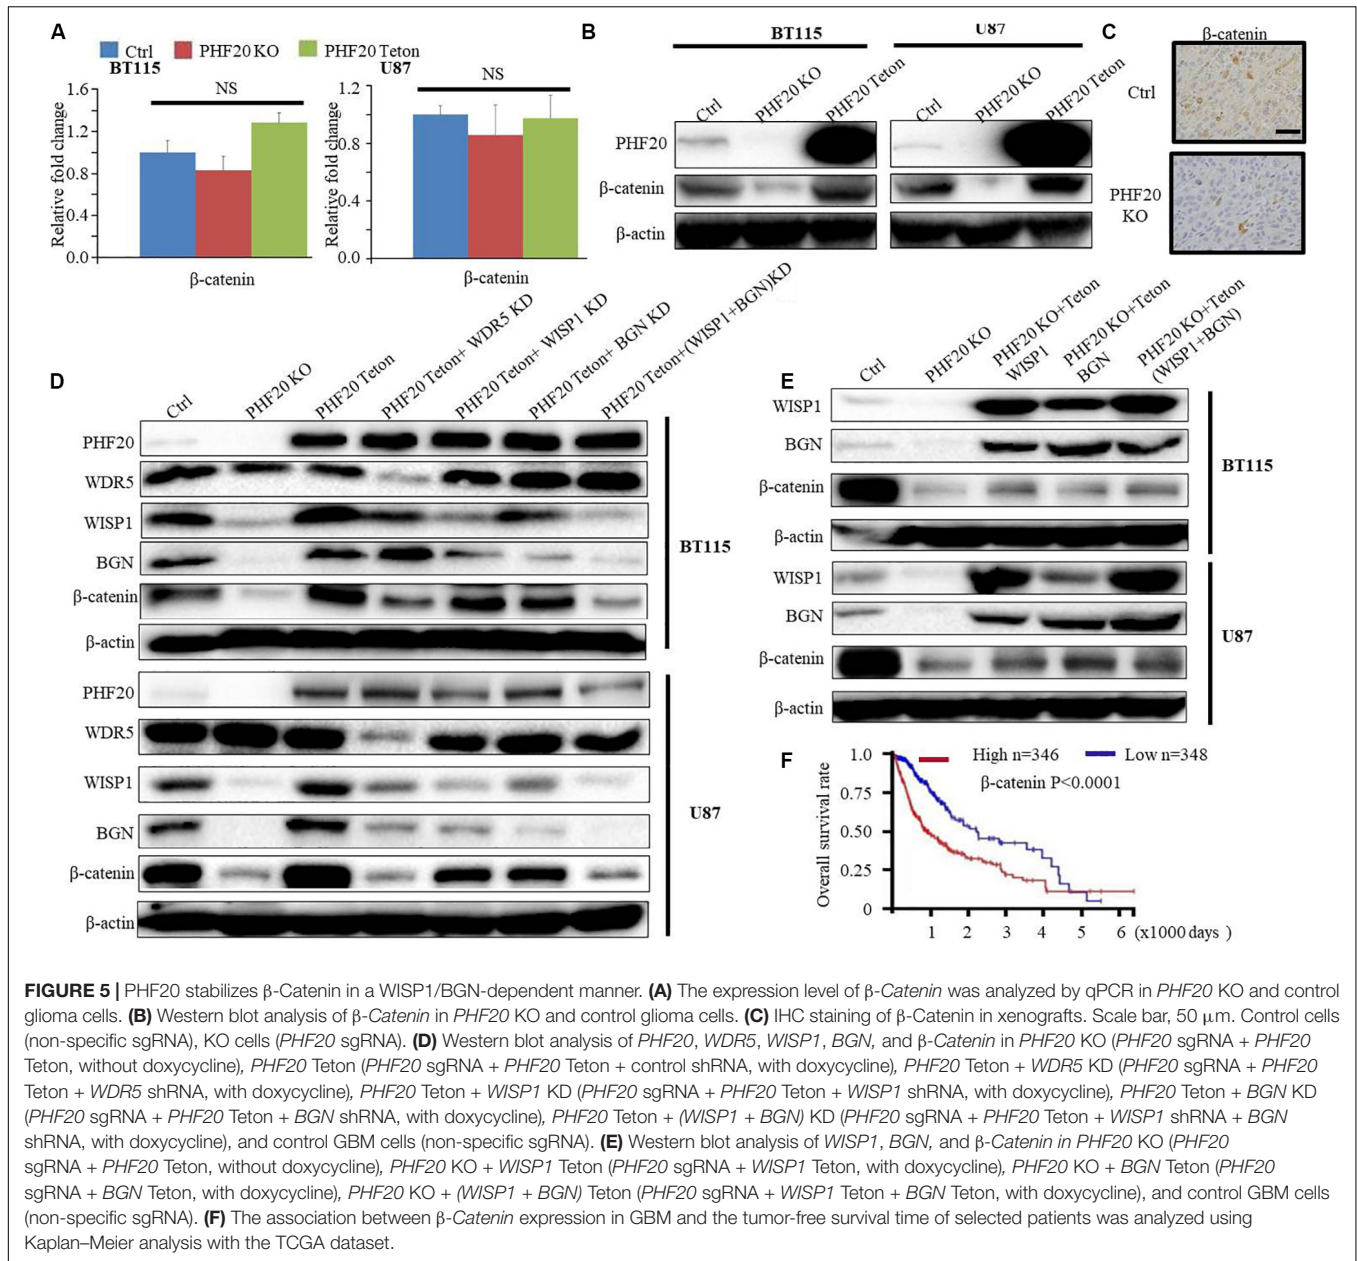 A
Ctrl PHF20 KO PHF20 Teton
BT115
NS
1.6
1.2
0.8
0.4
0.0
Relative fold change
β-catenin
U87
NS
1.2
0.8
0.4
0.0
Relative fold change
β-catenin
B
BT115 U87
Ctrl PHF20 KO PHF20 Teton Ctrl PHF20 KO PHF20 Teton
PHF20
β-catenin
β-actin
C
β-catenin
Ctrl
PHF20
KO
D
Ctrl PHF20 KO PHF20 Teton PHF20 Teton+ WDR5 KD PHF20 Teton+ WISP1 KD PHF20 Teton+ BGN KD PHF20 Teton+(WISP1+BGN)KD
PHF20
WDR5
WISP1
BGN
β-catenin
β-actin
BT115
PHF20
WDR5
WISP1
BGN
β-catenin
β-actin
U87
E
Ctrl PHF20 KO PHF20 KO+Teton WISP1 PHF20 KO+Teton BGN PHF20 KO+Teton (WISP1+BGN)
WISP1
BGN
β-catenin
β-actin
BT115
WISP1
BGN
β-catenin
β-actin
U87
F
High n=346 Low n=348
β-catenin P<0.0001
Overall survival rate
1.0
0.75
0.50
0.25
0
1 2 3 4 5 6 (x1000 days )
FIGURE 5 | PHF20 stabilizes β-Catenin in a WISP1/BGN-dependent manner. (A) The expression level of β-Catenin was analyzed by qPCR in PHF20 KO and control
glioma cells. (B) Western blot analysis of β-Catenin in PHF20 KO and control glioma cells. (C) IHC staining of β-Catenin in xenografts. Scale bar, 50 μm. Control cells
(non-specific sgRNA), KO cells (PHF20 sgRNA). (D) Western blot analysis of PHF20, WDR5, WISP1, BGN, and β-Catenin in PHF20 KO (PHF20 sgRNA + PHF20
Teton, without doxycycline), PHF20 Teton (PHF20 sgRNA + PHF20 Teton + control shRNA, with doxycycline), PHF20 Teton + WDR5 KD (PHF20 sgRNA + PHF20
Teton + WDR5 shRNA, with doxycycline), PHF20 Teton + WISP1 KD (PHF20 sgRNA + PHF20 Teton + WISP1 shRNA, with doxycycline), PHF20 Teton + BGN KD
(PHF20 sgRNA + PHF20 Teton + BGN shRNA, with doxycycline), PHF20 Teton + (WISP1 + BGN) KD (PHF20 sgRNA + PHF20 Teton + WISP1 shRNA + BGN
shRNA, with doxycycline), and control GBM cells (non-specific sgRNA). (E) Western blot analysis of WISP1, BGN, and β-Catenin in PHF20 KO (PHF20
sgRNA + PHF20 Teton, without doxycycline), PHF20 KO + WISP1 Teton (PHF20 sgRNA + WISP1 Teton, with doxycycline), PHF20 KO + BGN Teton (PHF20
sgRNA + BGN Teton, with doxycycline), PHF20 KO + (WISP1 + BGN) Teton (PHF20 sgRNA + WISP1 Teton + BGN Teton, with doxycycline), and control GBM cells
(non-specific sgRNA). (F) The association between β-Catenin expression in GBM and the tumor-free survival time of selected patients was analyzed using
Kaplan–Meier analysis with the TCGA dataset.